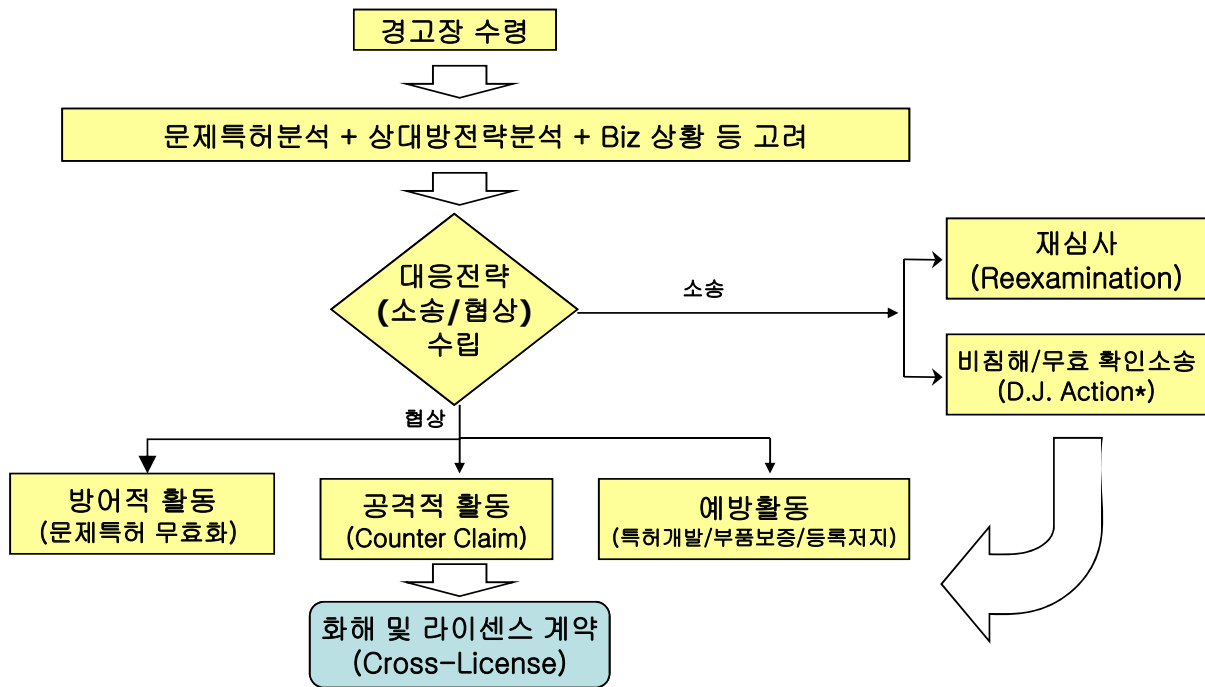 경고장 수령
문제특허분석 + 상대방전략분석 + Biz 상황 등 고려
대응전략
(소송/협상)
수립
소송
재심사
(Reexamination)
비침해/무효 확인소송
(D.J. Action*)
협상
방어적 활동
(문제특허 무효화)
공격적 활동
(Counter Claim)
예방활동
(특허개발/부품보증/등록저지)
화해 및 라이센스 계약
(Cross-License)